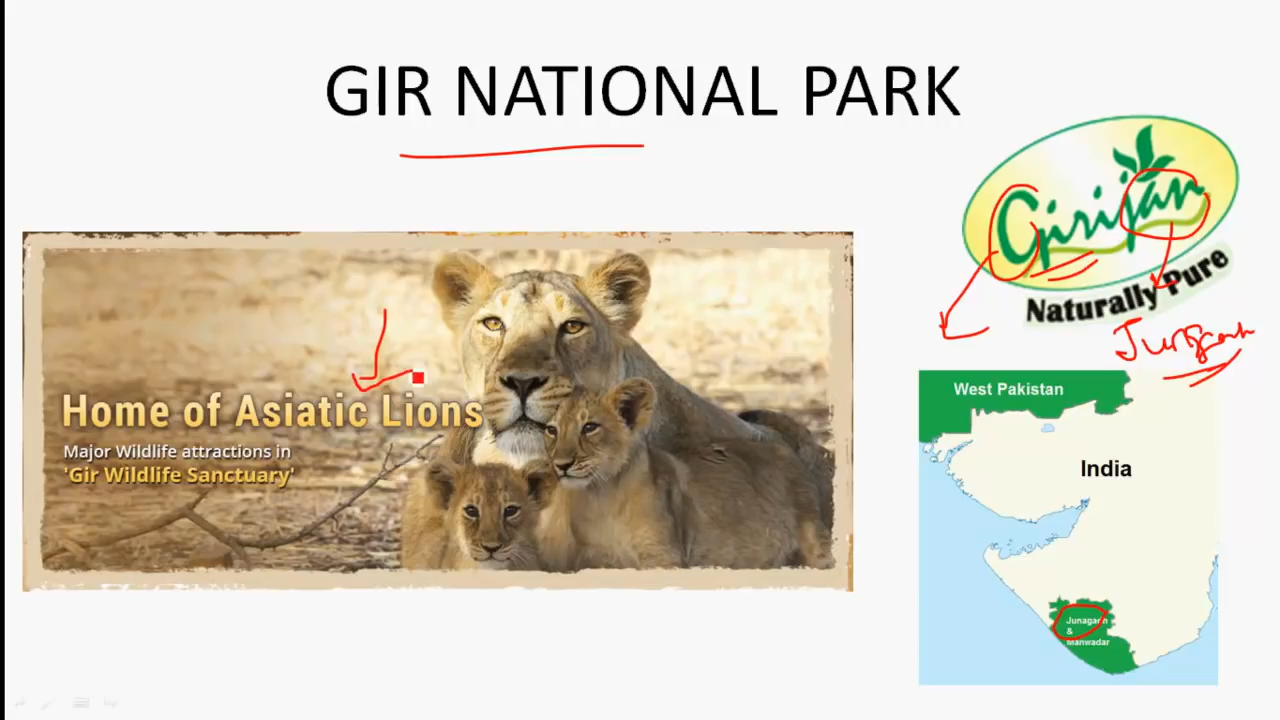 GIR NATIONAL PARK
Girijan
Naturally Pure
Junagarh
Home of Asiatic Lions
Major Wildlife attractions in
'Gir Wildlife Sanctuary'
West Pakistan
India
Junagarh
&
Manwadar